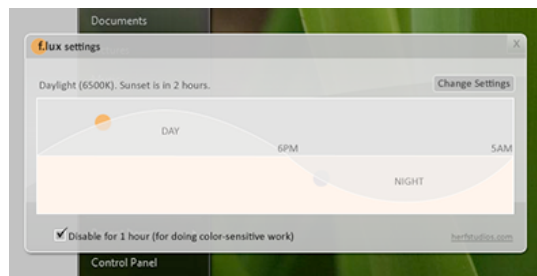 Documents
f.lux settings
X
Daylight (6500K). Sunset is in 2 hours.
Change Settings
DAY
6PM
5AM
NIGHT
Disable for 1 hour (for doing color-sensitive work)
herfstudios.com
Control Panel